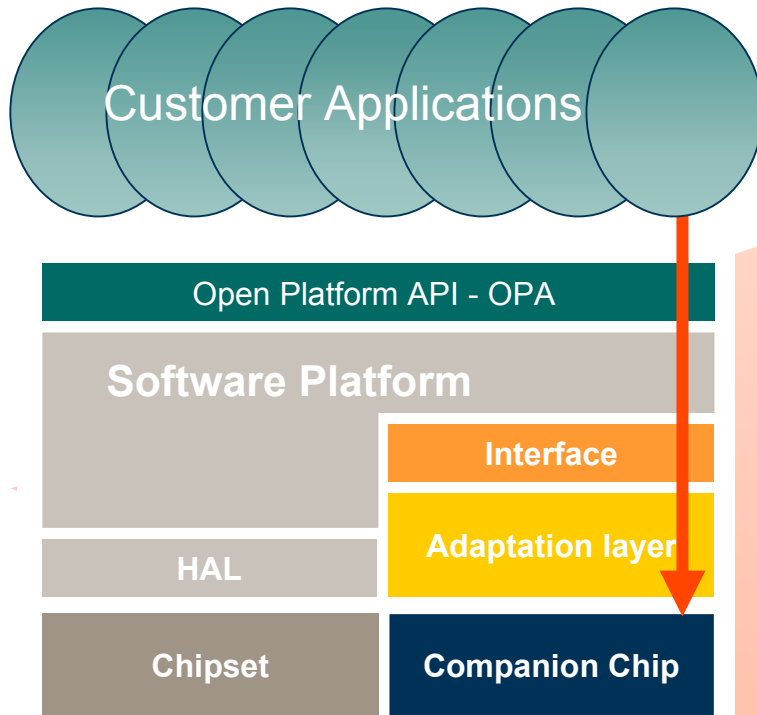 Customer Applications
Open Platform API - OPA
Software Platform
Interface
Adaptation layer
HAL
Chipset
Companion Chip